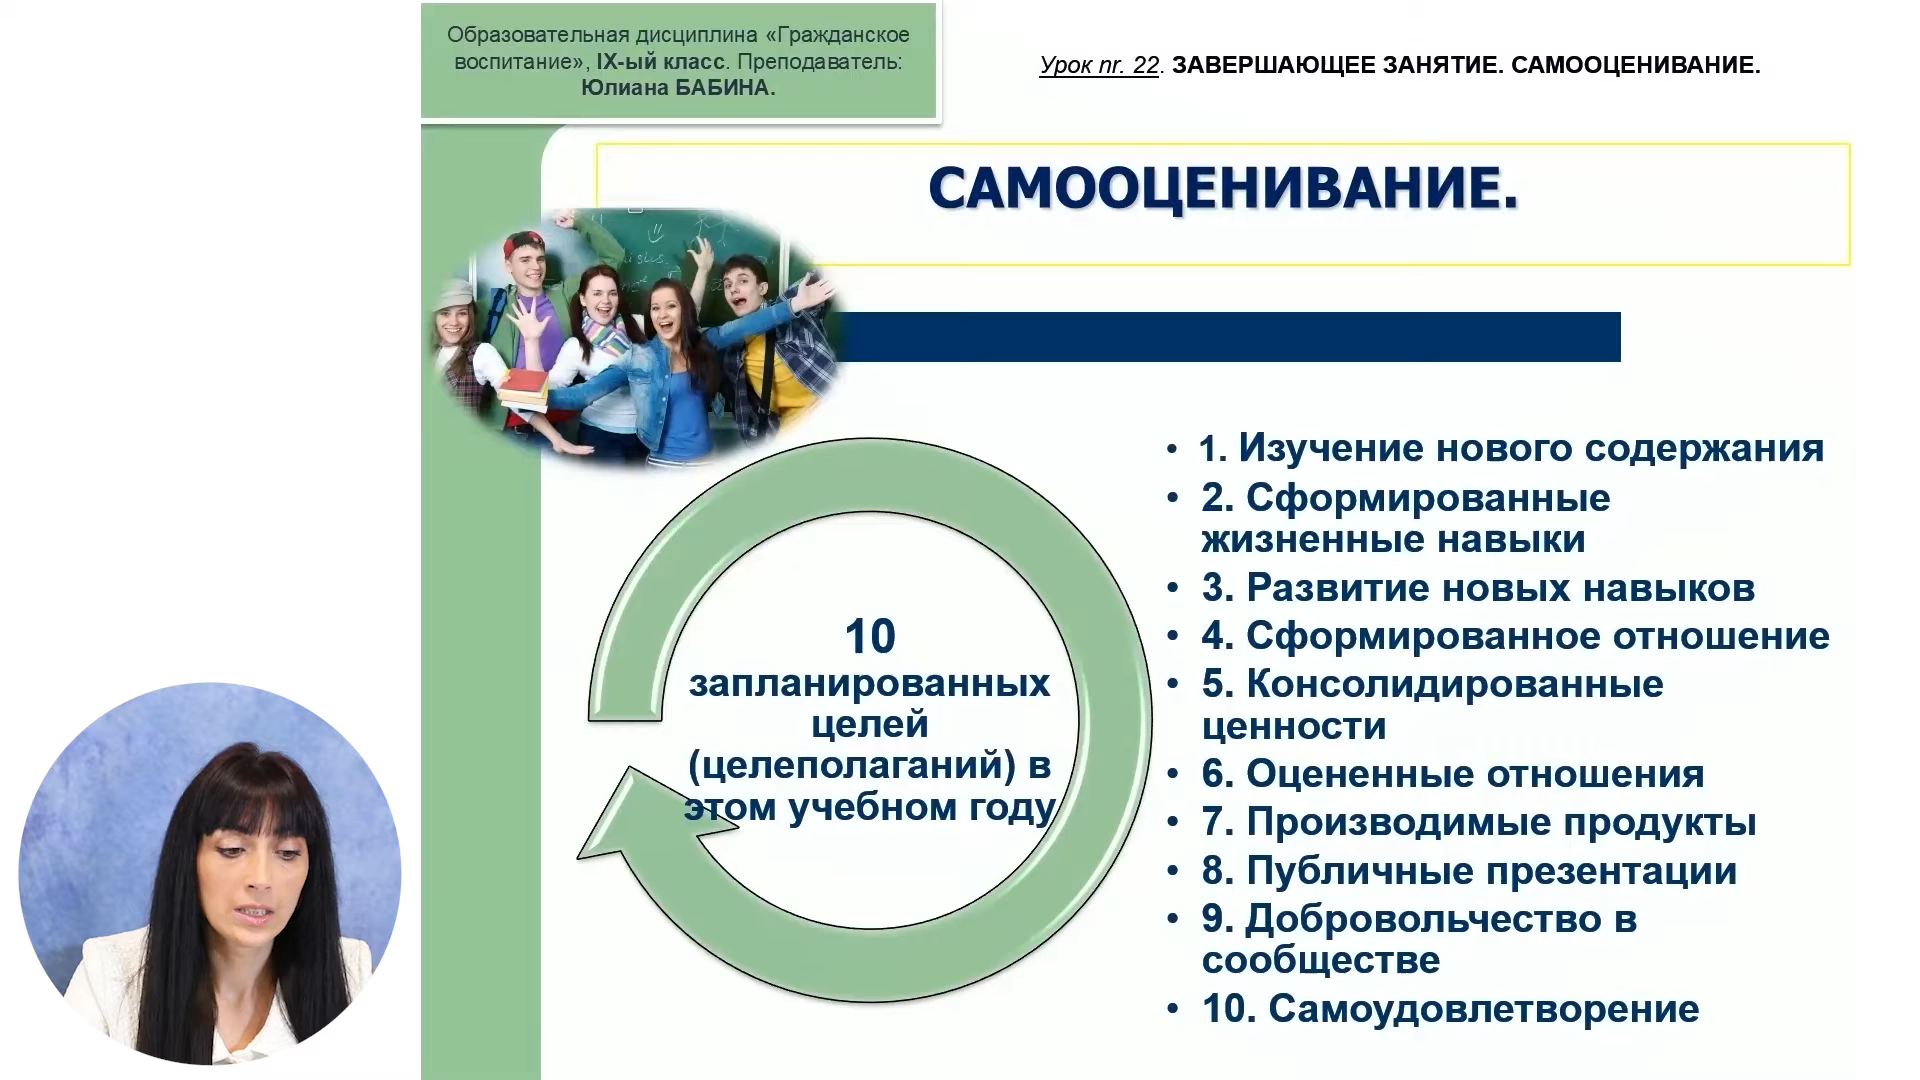 Образовательная дисциплина «Гражданское
воспитание», IX-ый класс. Преподаватель:
Юлиана БАБИНА.
Урок nr. 22. ЗАВЕРШАЮЩЕЕ ЗАНЯТИЕ. САМООЦЕНИВАНИЕ.
САМООЦЕНИВАНИЕ.
10
запланированных
целей
(целеполаганий) в
этом учебном году
• 1. Изучение нового содержания
• 2. Сформированные
жизненные навыки
• 3. Развитие новых навыков
• 4. Сформированное отношение
• 5. Консолидированные
ценности
• 6. Оцененные отношения
• 7. Производимые продукты
• 8. Публичные презентации
• 9. Добровольчество в
сообществе
• 10. Самоудовлетворение